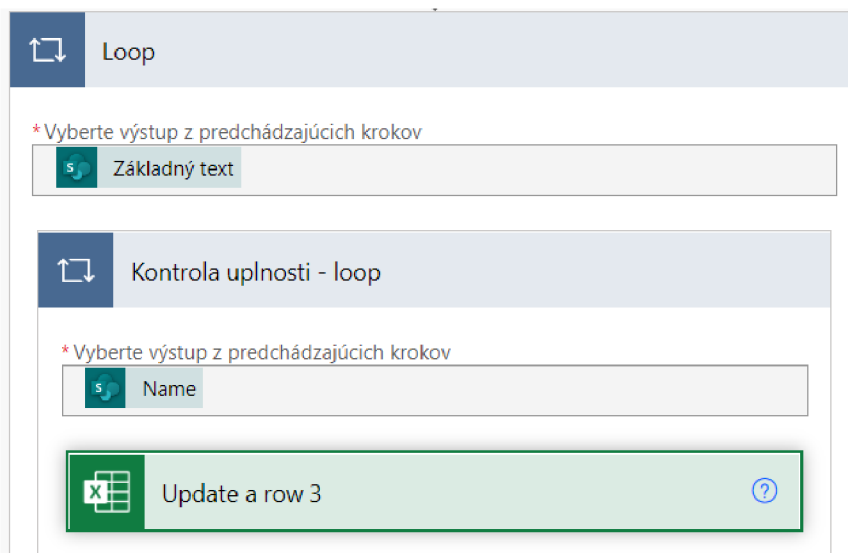 Loop
* Vyberte výstup z predchádzajúcich krokov
S Základný text
Kontrola uplnosti - loop
* Vyberte výstup z predchádzajúcich krokov
S Name
X Update a row 3 ?